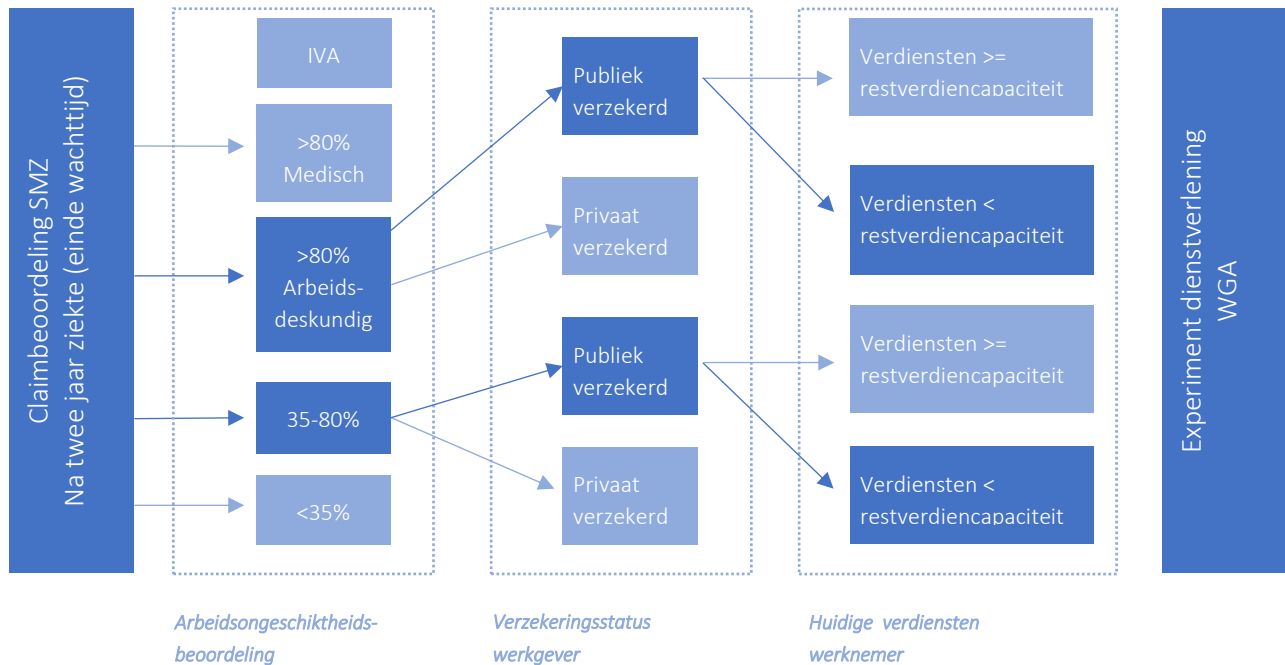 Claimbeoordeling SMZ
Na twee jaar ziekte (einde wachttijd)
IVA
>80%
Medisch
>80%
Arbeids-
deskundig
35-80%
<35%
Publiek
verzekerd
Privaat
verzekerd
Publiek
verzekerd
Privaat
verzekerd
Verdiensten >=
restverdiencapaciteit
Verdiensten <
restverdiencapaciteit
Verdiensten >=
restverdiencapaciteit
Verdiensten <
restverdiencapaciteit
Experiment dienstverlening
WGA
Arbeidsongeschiktheids-
beoordeling
Verzekeringsstatus
werkgever
Huidige verdiensten
werknemer